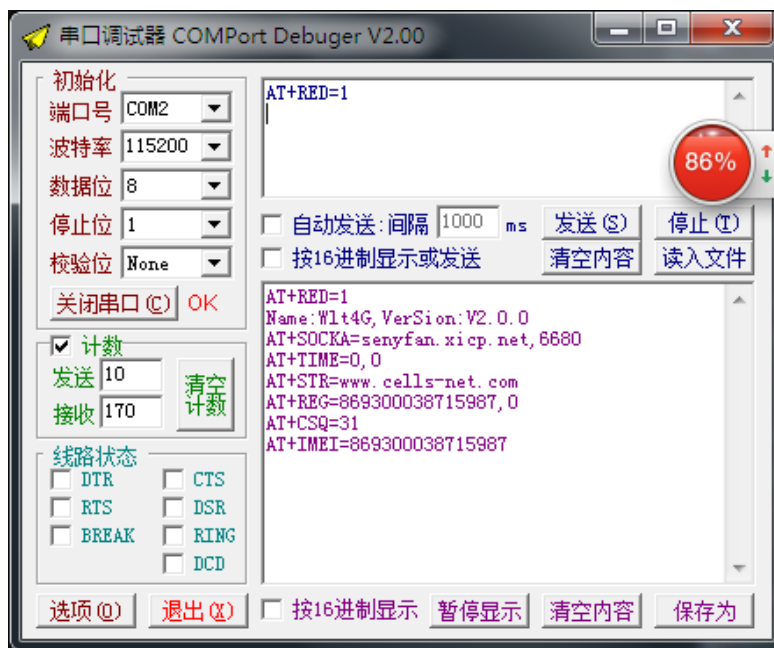 串口调试器 COMPort Debuger V2.00
初始化
端口号 COM2
波特率 115200
数据位 8
停止位 1
校验位 None
关闭串口(C) OK
计数
发送 10
接收 170
清空计数
线路状态
DTR CTS
RTS DSR
BREAK RING
DCD
选项(O) 退出(X)
AT+RED=1
86%
自动发送:间隔 1000 ms 发送(S) 停止(T)
按16进制显示或发送 清空内容 读入文件
AT+RED=1
Name:Wlt4G,VerSion:V2.0.0
AT+SOCKA=senyfan.xicp.net,6680
AT+TIME=0,0
AT+STR=www.cells-net.com
AT+REG=869300038715987,0
AT+CSQ=31
AT+IMEI=869300038715987
按16进制显示 暂停显示 清空内容 保存为